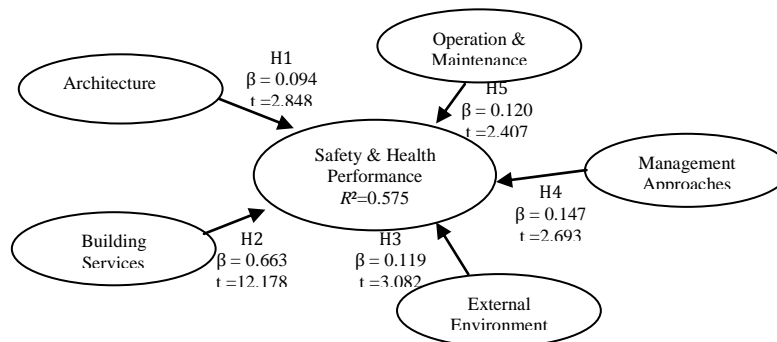 Architecture
H1
β = 0.094
t =2.848
Operation &
Maintenance
H5
β = 0.120
t =2.407
Safety & Health
Performance
R²=0.575
Management
Approaches
H4
β = 0.147
t =2.693
Building
Services
H2
β = 0.663
t =12.178
H3
β = 0.119
t =3.082
External
Environment